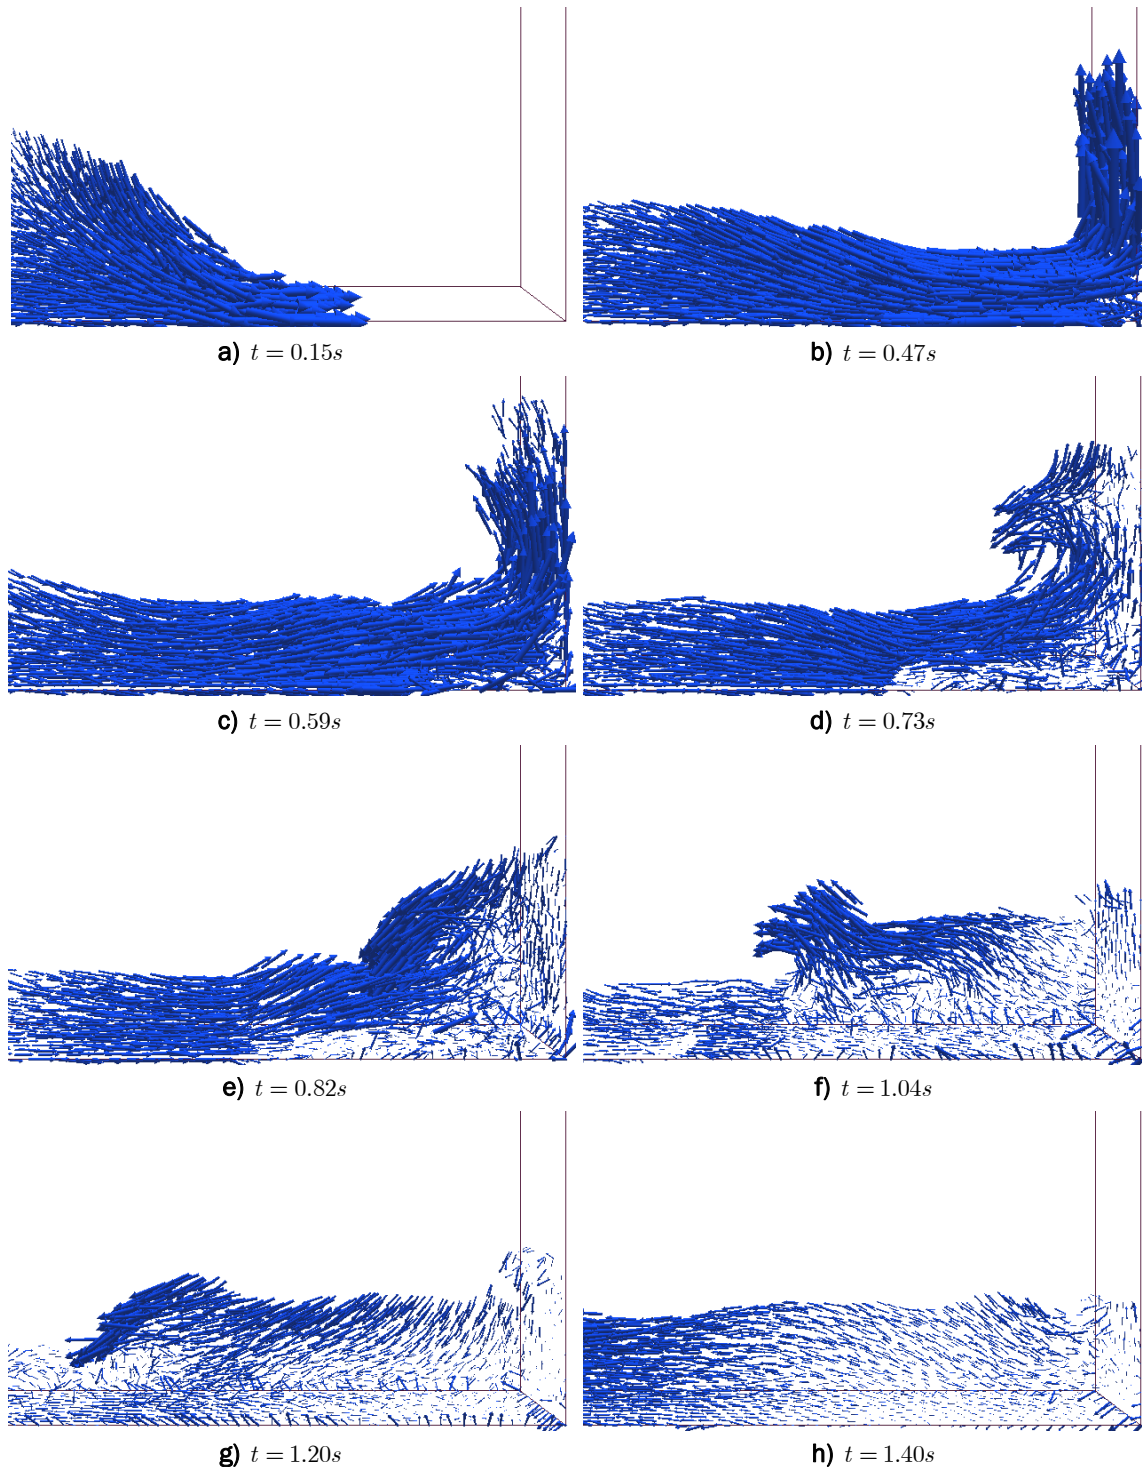 a) t = 0.15s
b) t = 0.47s
c) t = 0.59s
d) t = 0.73s
e) t = 0.82s
f) t = 1.04s
g) t = 1.20s
h) t = 1.40s